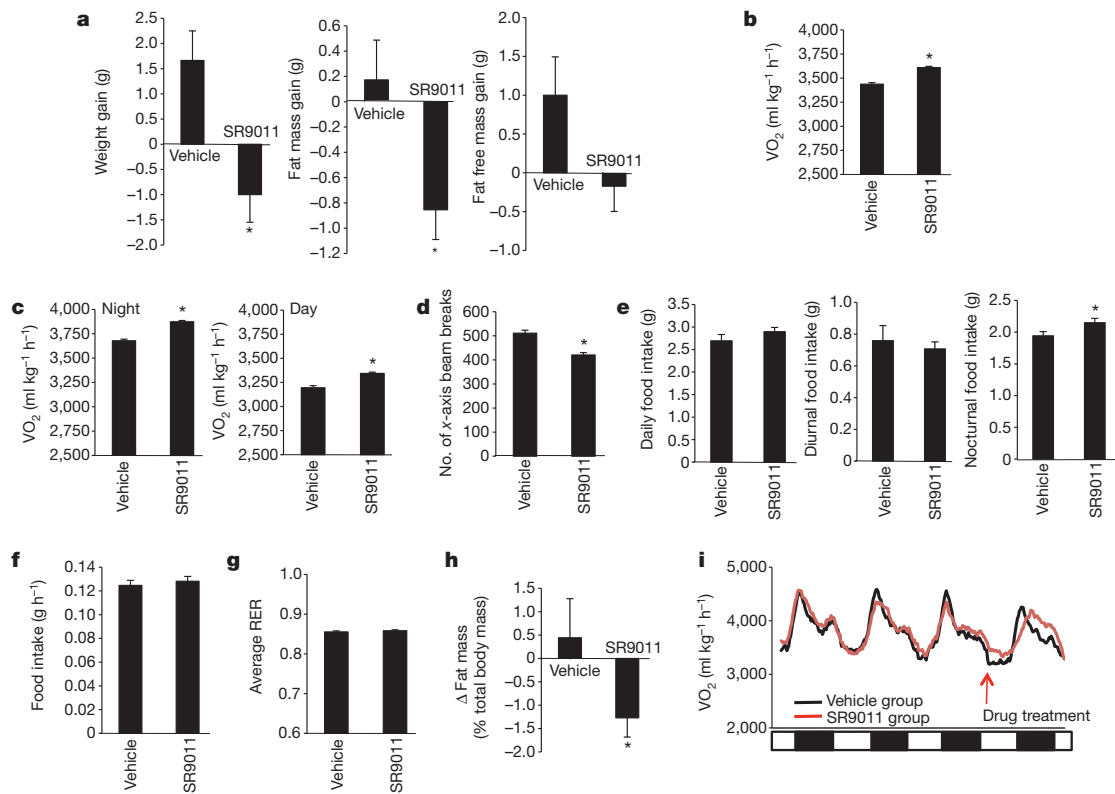 a
Weight gain (g)
2.5
2.0
1.5
1.0
0.5
0
–0.5
–1.0
–1.5
–2.0
Vehicle
SR9011
*
Fat mass gain (g)
0.6
0.4
0.2
0
–0.2
–0.4
–0.6
–0.8
–1.0
–1.2
Vehicle
SR9011
*
Fat free mass gain (g)
2.0
1.5
1.0
0.5
0
–0.5
–1.0
Vehicle
SR9011
b
VO2 (ml kg–1 h–1)
4,000
3,750
3,500
3,250
3,000
2,750
2,500
*
Vehicle
SR9011
c
VO2 (ml kg–1 h–1)
4,000
3,750
3,500
3,250
3,000
2,750
2,500
Night
*
Vehicle
SR9011
VO2 (ml kg–1 h–1)
4,000
3,750
3,500
3,250
3,000
2,750
2,500
Day
*
Vehicle
SR9011
d
No. of x-axis beam breaks
600
500
400
300
200
100
0
*
Vehicle
SR9011
e
Daily food intake (g)
3.5
3.0
2.5
2.0
1.5
1.0
0.5
0
Vehicle
SR9011
Diurnal food intake (g)
1.0
0.8
0.6
0.4
0.2
0
Vehicle
SR9011
Nocturnal food intake (g)
2.5
2.0
1.5
1.0
0.5
0
*
Vehicle
SR9011
f
Food intake (g h–1)
0.14
0.12
0.10
0.08
0.06
0.04
0.02
0
Vehicle
SR9011
g
Average RER
1.0
0.9
0.8
0.7
0.6
Vehicle
SR9011
h
Δ Fat mass
(% total body mass)
1.5
1.0
0.5
0
–0.5
–1.0
–1.5
–2.0
Vehicle
SR9011
*
i
VO2 (ml kg–1 h–1)
5,000
4,000
3,000
2,000
Vehicle group
SR9011 group
Drug treatment